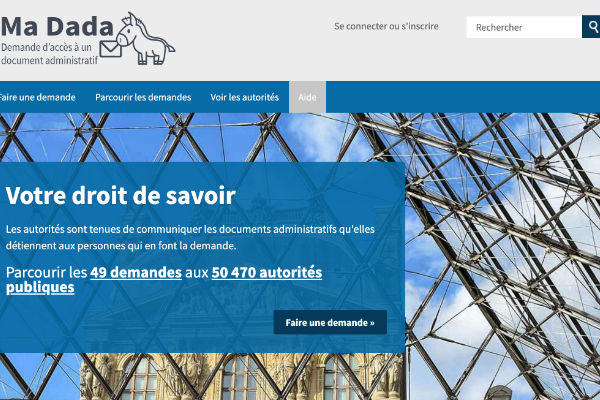 Ma Dada
Demande d'accès à un
document administratif
Se connecter ou s'inscrire
Rechercher
Faire une demande
Parcourir les demandes
Voir les autorités
Aide
Votre droit de savoir
Les autorités sont tenues de communiquer les documents administratifs qu'elles
détiennent aux personnes qui en font la demande.
Parcourir les 49 demandes aux 50 470 autorités
publiques
Faire une demande »